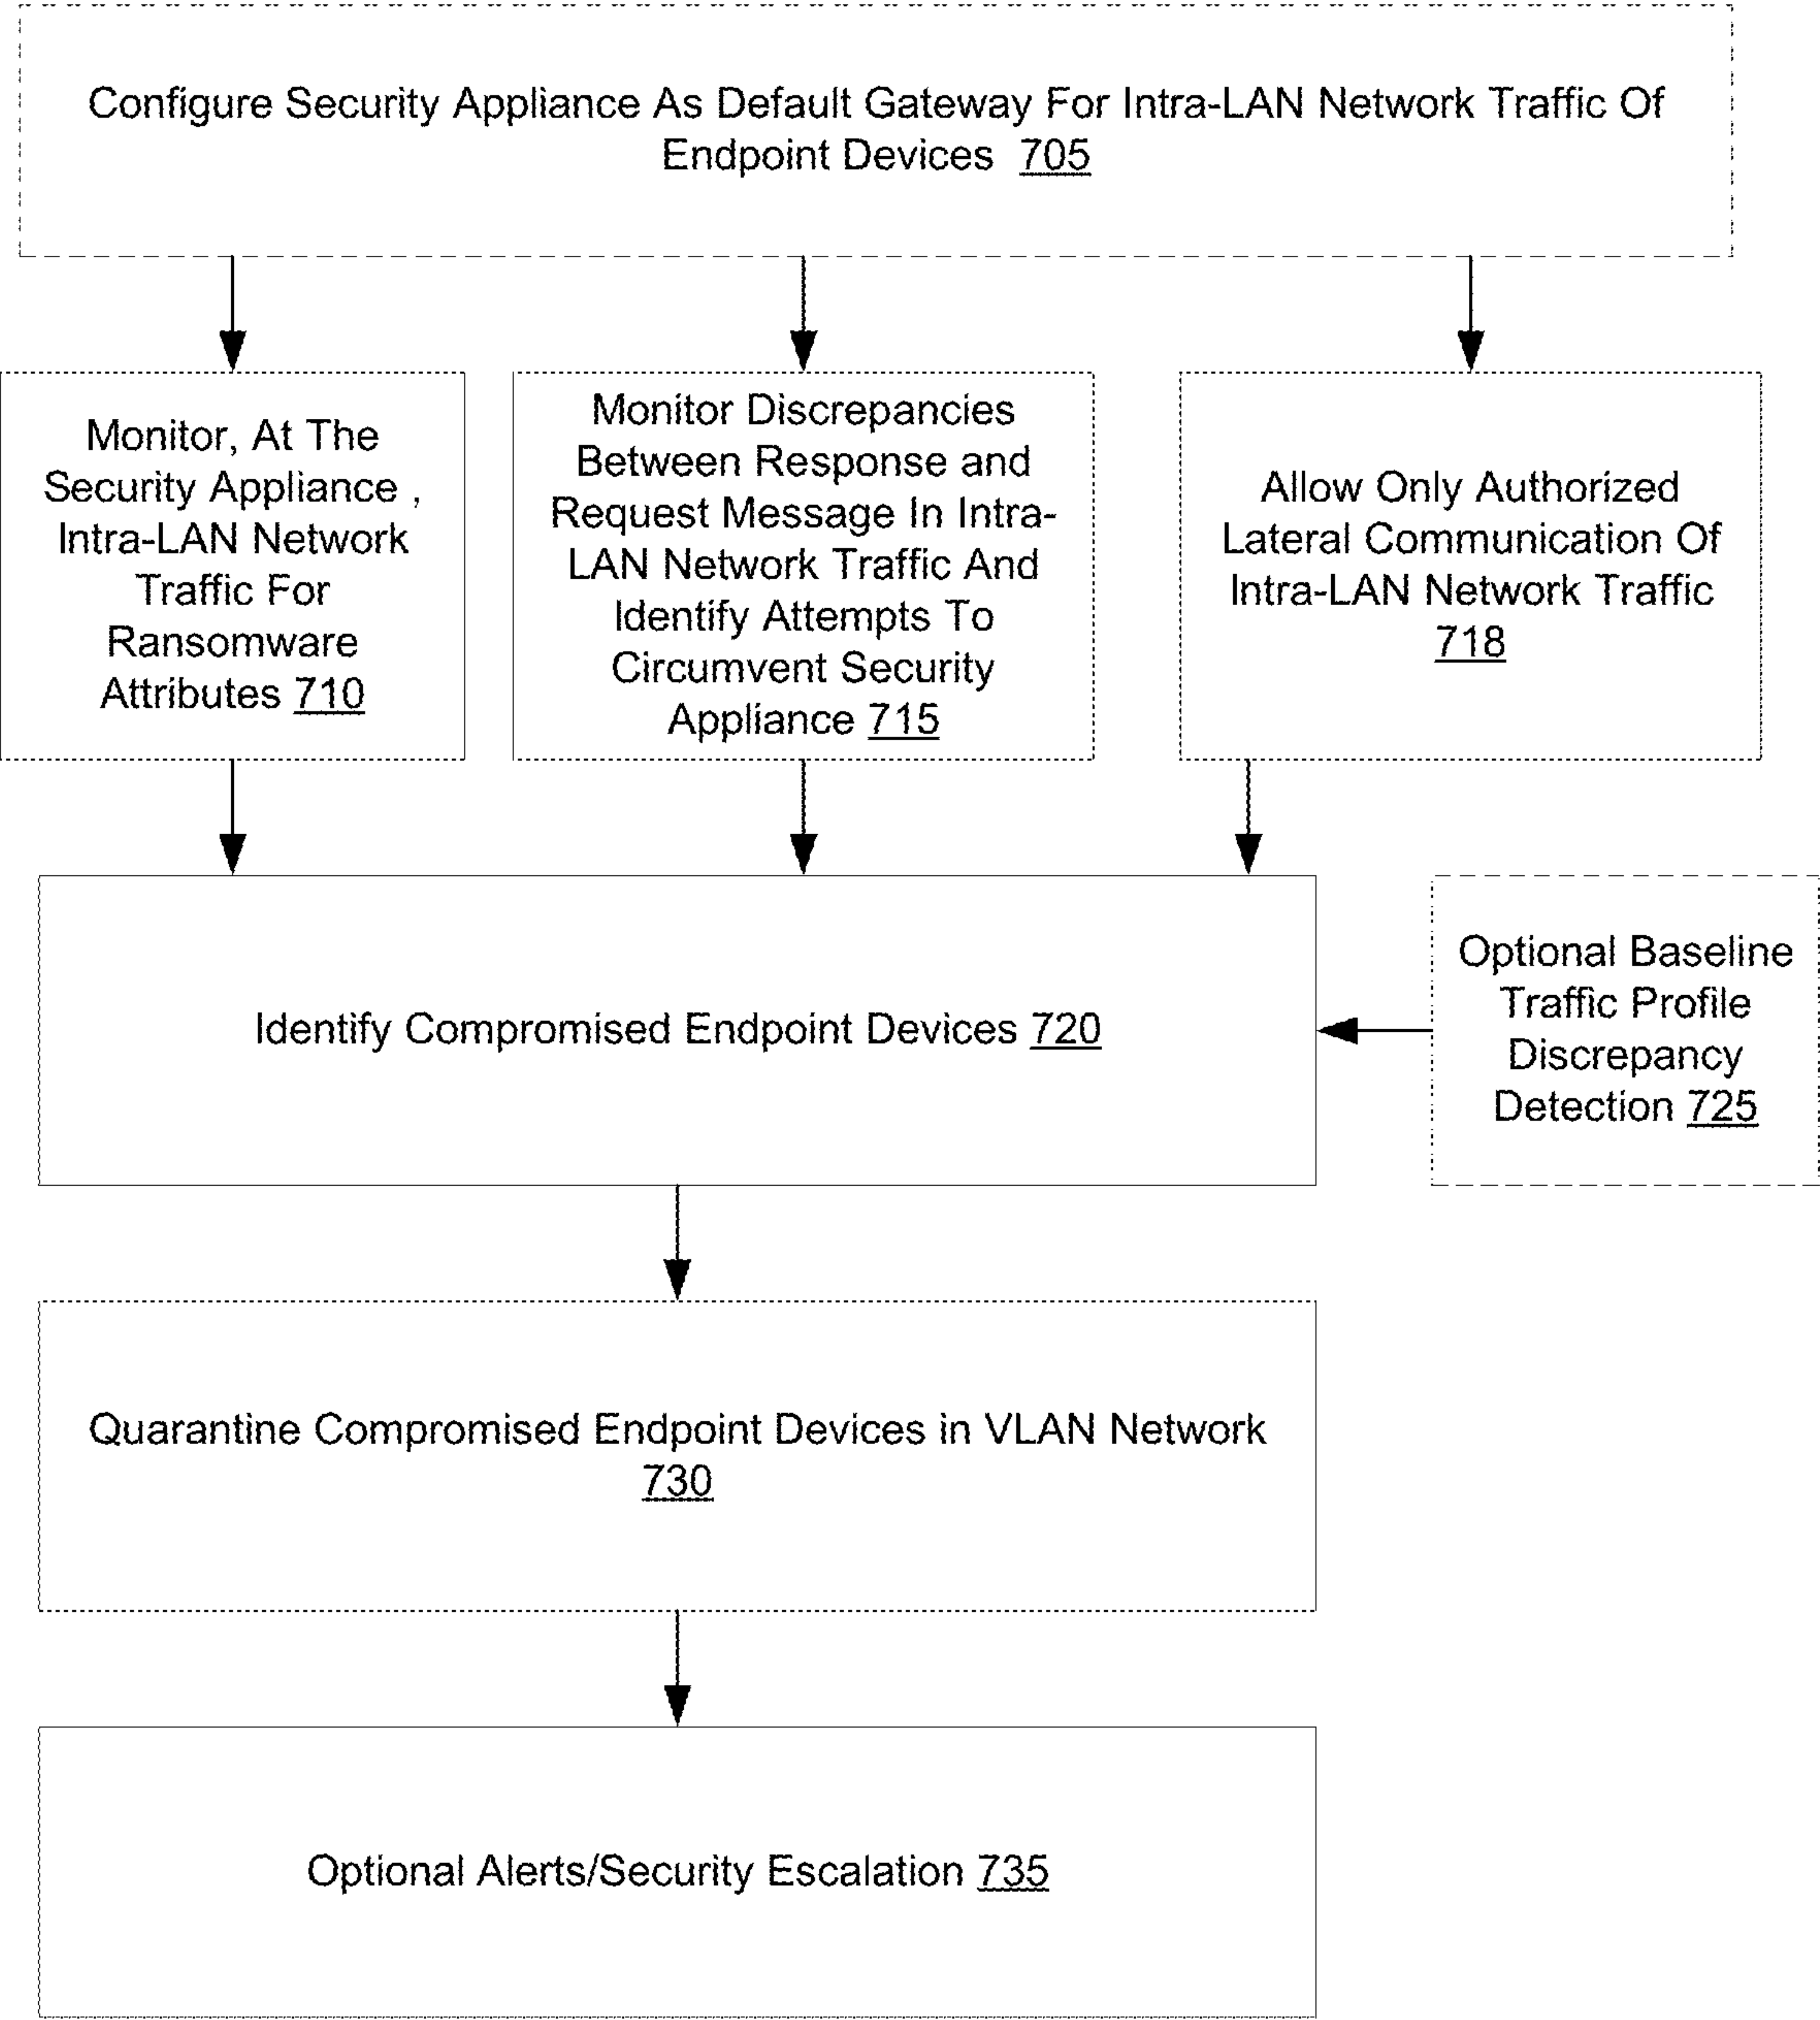 Configure Security Appliance As Default Gateway For Intra-LAN Network Traffic Of
Endpoint Devices 705
Monitor, At The
Security Appliance ,
Intra-LAN Network
Traffic For
Ransomware
Attributes 710
Monitor Discrepancies
Between Response and
Request Message In Intra-
LAN Network Traffic And
Identify Attempts To
Circumvent Security
Appliance 715
Allow Only Authorized
Lateral Communication Of
Intra-LAN Network Traffic
718
Identify Compromised Endpoint Devices 720
Optional Baseline
Traffic Profile
Discrepancy
Detection 725
Quarantine Compromised Endpoint Devices in VLAN Network
730
Optional Alerts/Security Escalation 735